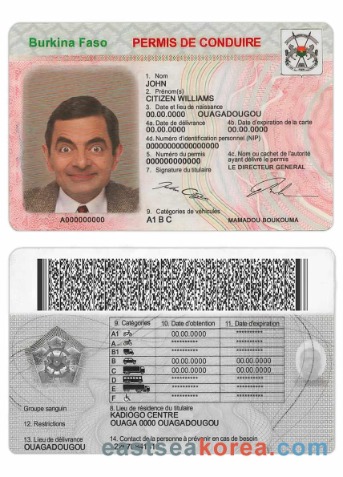 Burkina Faso PERMIS DE CONDUIRE
1. Nom
JOHN
2. Prénom(s)
CITIZEN WILLIAMS
3. Date et lieu de naissance
00.00.0000 OUAGADOUGOU
4a. Date de délivrance 4b. Date d'expiration de la carte
00.00.0000 00.00.0000
4d. Numéro d'identification personnel (NIP)
00000000000000000
5. Numéro du permis 4c. Nom ou cachet de l'autorité
000000000000 ayant délivré le permis
LE DIRECTEUR GENERAL
7. Signature du titulaire
9. Catégories de véhicules
A000000000 A1 B C MAMADOU BOUKOUMA
9. Catégories 10. Date d'obtention 11. Date d'expiration
A1 00.00.0000 **********
A
B1
B 00.00.0000 00.00.0000
C 00.00.0000 00.00.0000
D
E
F
Groupe sanguin 8. Lieu de résidence du titulaire
KADIOGO CENTRE
12. Restrictions OUAGA 0000 OUAGADOUGOU
13. Lieu de délivrance 14. Contact de la personne à prévenir en cas de besoin
OUAGADOUGOU
eastseakorea.com